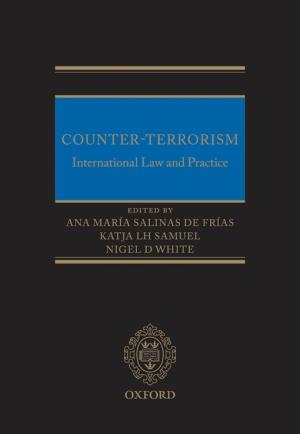 COUNTER-TERRORISM
International Law and Practice
EDITED BY
ANA MARÍA SALINAS DE FRÍAS
KATJA LH SAMUEL
NIGEL D WHITE
OXFORD